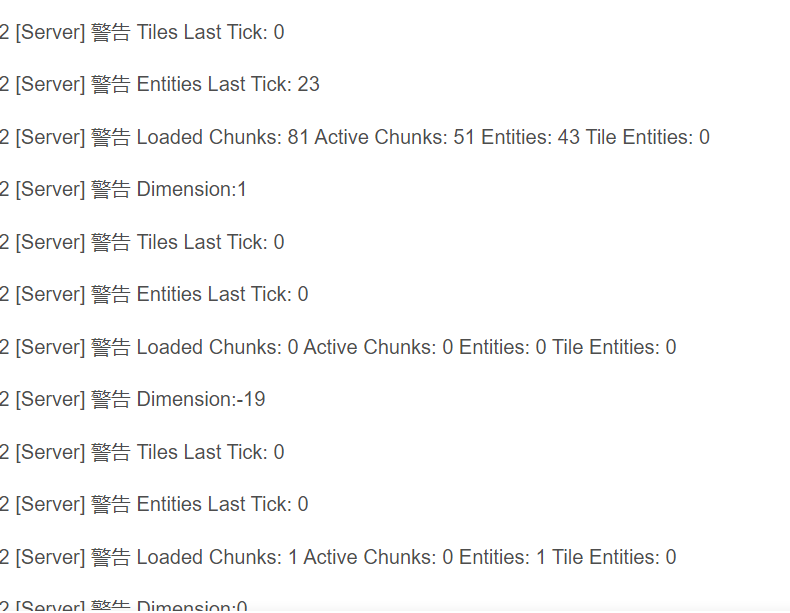 2 [Server] 警告 Tiles Last Tick: 0
2 [Server] 警告 Entities Last Tick: 23
2 [Server] 警告 Loaded Chunks: 81 Active Chunks: 51 Entities: 43 Tile Entities: 0
2 [Server] 警告 Dimension:1
2 [Server] 警告 Tiles Last Tick: 0
2 [Server] 警告 Entities Last Tick: 0
2 [Server] 警告 Loaded Chunks: 0 Active Chunks: 0 Entities: 0 Tile Entities: 0
2 [Server] 警告 Dimension:-19
2 [Server] 警告 Tiles Last Tick: 0
2 [Server] 警告 Entities Last Tick: 0
2 [Server] 警告 Loaded Chunks: 1 Active Chunks: 0 Entities: 1 Tile Entities: 0
2 [Server] 警告 Dimension:0